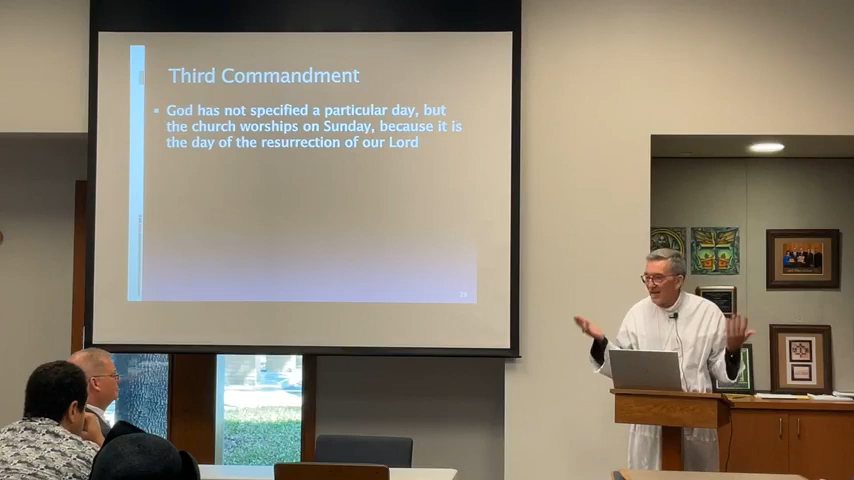 Third Commandment
▪ God has not specified a particular day, but
the church worships on Sunday, because it is
the day of the resurrection of our Lord